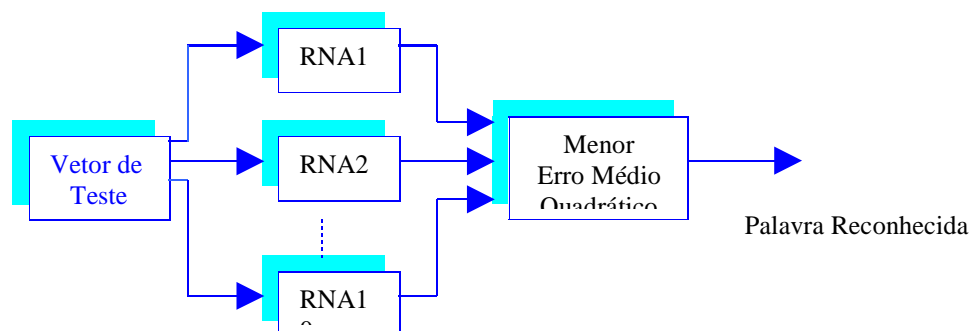 RNA1
Vetor de
Teste
RNA2
Menor
Erro Médio
Quadrático
Palavra Reconhecida
RNA1